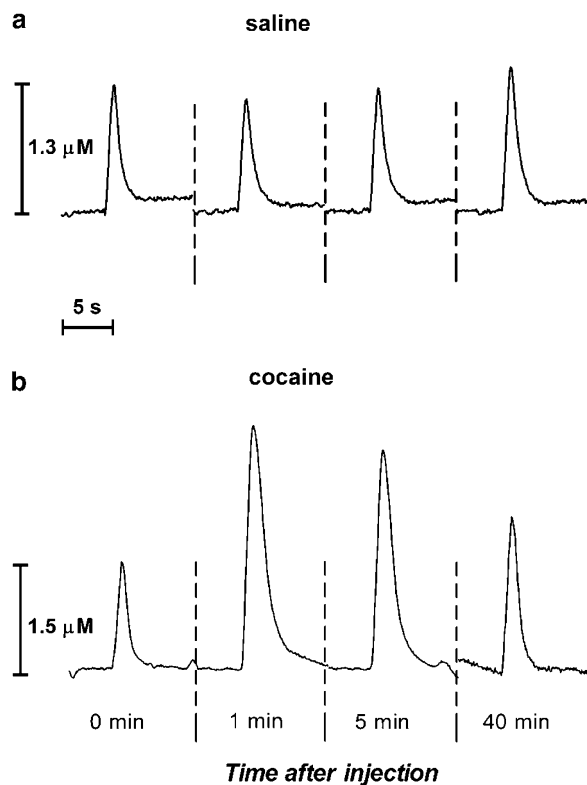 a
saline
1.3 μM
5 s
b
cocaine
1.5 μM
0 min 1 min 5 min 40 min
Time after injection